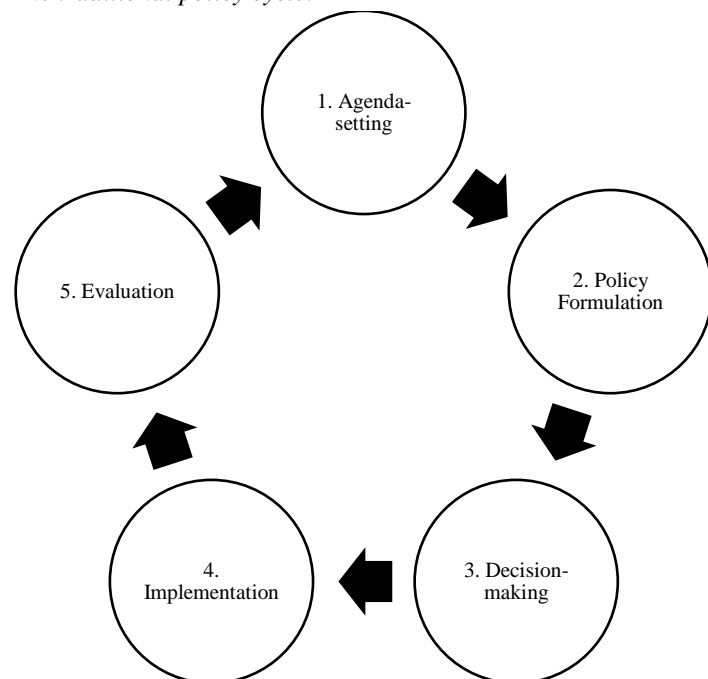 1. Agenda-
setting
2. Policy
Formulation
3. Decision-
making
4.
Implementation
5. Evaluation